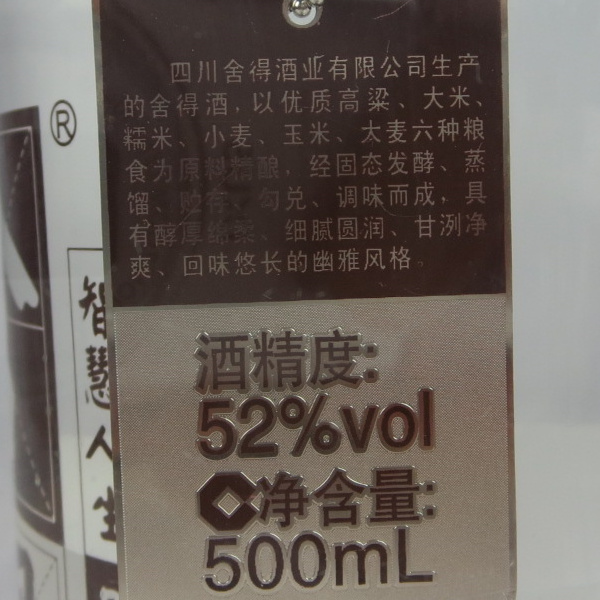 四川舍得酒业有限公司生产
的舍得酒,以优质高粱、大米、
糯米、小麦、玉米、大麦六种粮
食为原料精酿,经固态发酵、蒸
馏、贮存、勾兑、调味而成,具
有醇厚绵柔、细腻圆润、甘洌净
爽、回味悠长的幽雅风格。
酒精度:
52%vol
净含量:
500mL
®
智慧人生